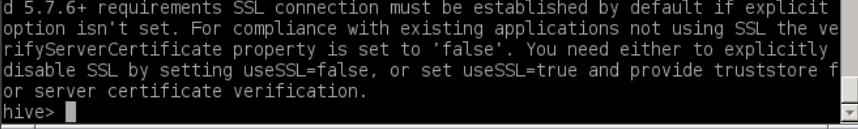 d 5.7.6+ requirements SSL connection must be established by default if explicit
option isn't set. For compliance with existing applications not using SSL the ve
rifyServerCertificate property is set to 'false'. You need either to explicitly
disable SSL by setting useSSL=false, or set useSSL=true and provide truststore f
or server certificate verification.
hive>